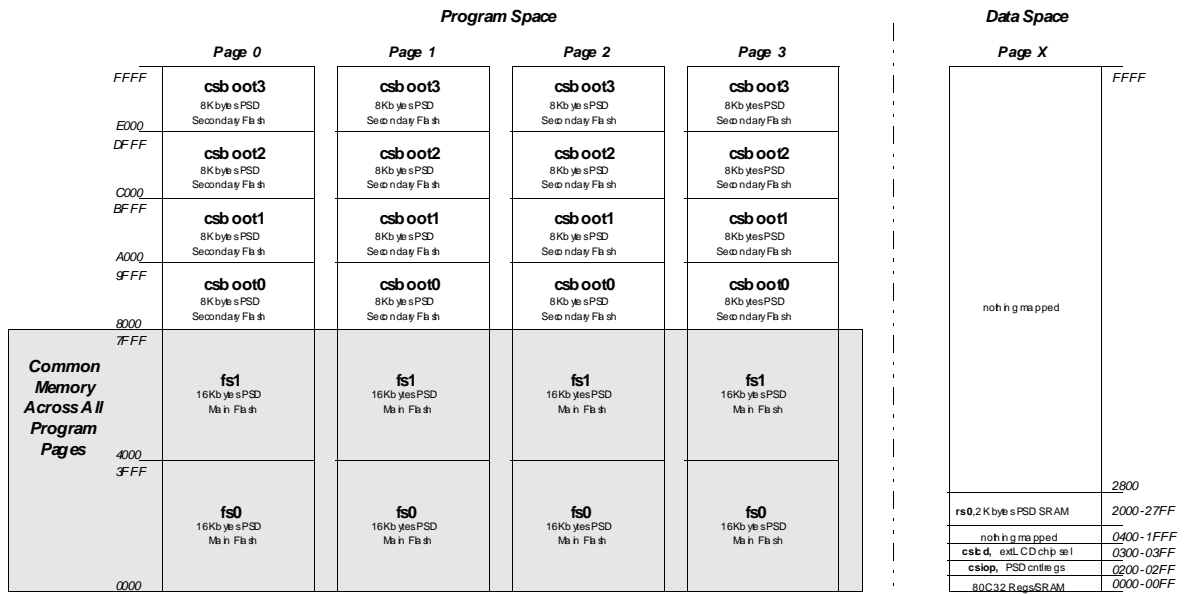 Program Space
Data Space
Page 0
Page 1
Page 2
Page 3
Page X
FFFF
csboot3
8Kbytes PSD
Secondary Flash
csboot3
8Kbytes PSD
Secondary Flash
csboot3
8Kbytes PSD
Secondary Flash
csboot3
8Kbytes PSD
Secondary Flash
FFFF
E000
DFFF
csboot2
8Kbytes PSD
Secondary Flash
csboot2
8Kbytes PSD
Secondary Flash
csboot2
8Kbytes PSD
Secondary Flash
csboot2
8Kbytes PSD
Secondary Flash
C000
BFFF
csboot1
8Kbytes PSD
Secondary Flash
csboot1
8Kbytes PSD
Secondary Flash
csboot1
8Kbytes PSD
Secondary Flash
csboot1
8Kbytes PSD
Secondary Flash
A000
9FFF
csboot0
8Kbytes PSD
Secondary Flash
csboot0
8Kbytes PSD
Secondary Flash
csboot0
8Kbytes PSD
Secondary Flash
csboot0
8Kbytes PSD
Secondary Flash
nothing mapped
8000
7FFF
Common
Memory
Across All
Program
Pages
fs1
16Kbytes PSD
Main Flash
fs1
16Kbytes PSD
Main Flash
fs1
16Kbytes PSD
Main Flash
fs1
16Kbytes PSD
Main Flash
4000
3FFF
fs0
16Kbytes PSD
Main Flash
fs0
16Kbytes PSD
Main Flash
fs0
16Kbytes PSD
Main Flash
fs0
16Kbytes PSD
Main Flash
0000
2800
rs0, 2Kbytes PSD SRAM 2000-27FF
nothing mapped 0400-1FFF
cslcd, ext LCD chip sel 0300-03FF
csiop, PSD cntl regs 0200-02FF
80C32 Regs/SRAM 0000-00FF